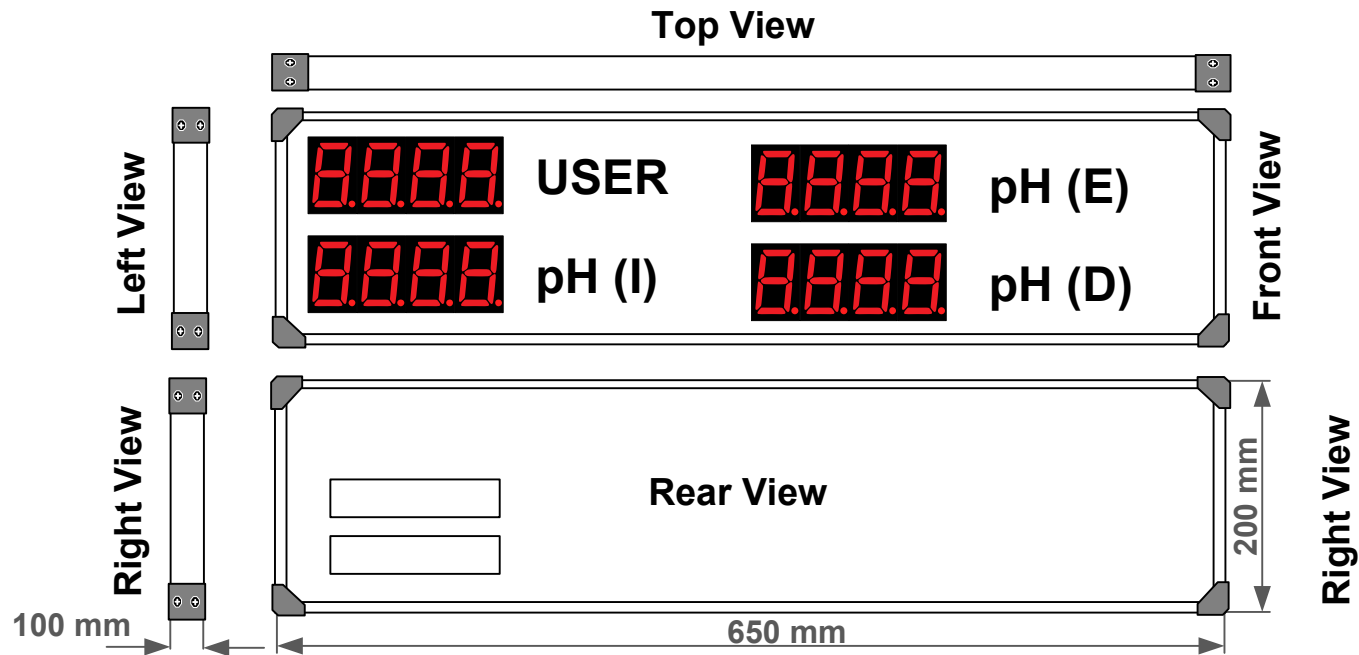 Top View
Left View
USER
pH (E)
pH (I)
pH (D)
Front View
Right View
Rear View
200 mm
Right View
100 mm
650 mm